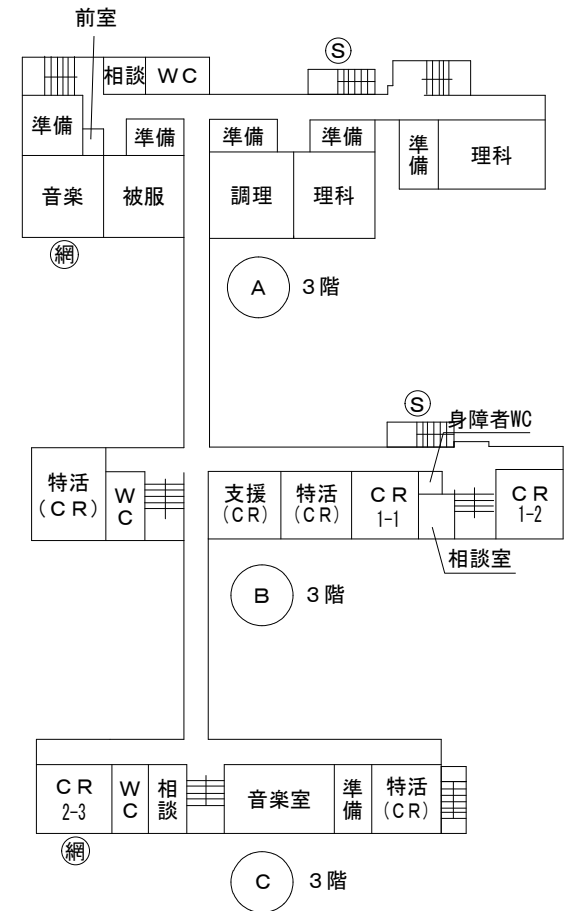 前室
Ⓢ
相談 ＷＣ
準備
準備
準備
準備
準備
理科
音楽
被服
調理
理科
網
Ａ ３階
Ⓢ
身障者WC
特活
(ＣＲ)
ＷＣ
支援
(ＣＲ)
特活
(ＣＲ)
ＣＲ
1-1
ＣＲ
1-2
相談室
Ｂ ３階
ＣＲ
2-3
ＷＣ
相談
音楽室
準備
特活
(ＣＲ)
網
Ｃ ３階